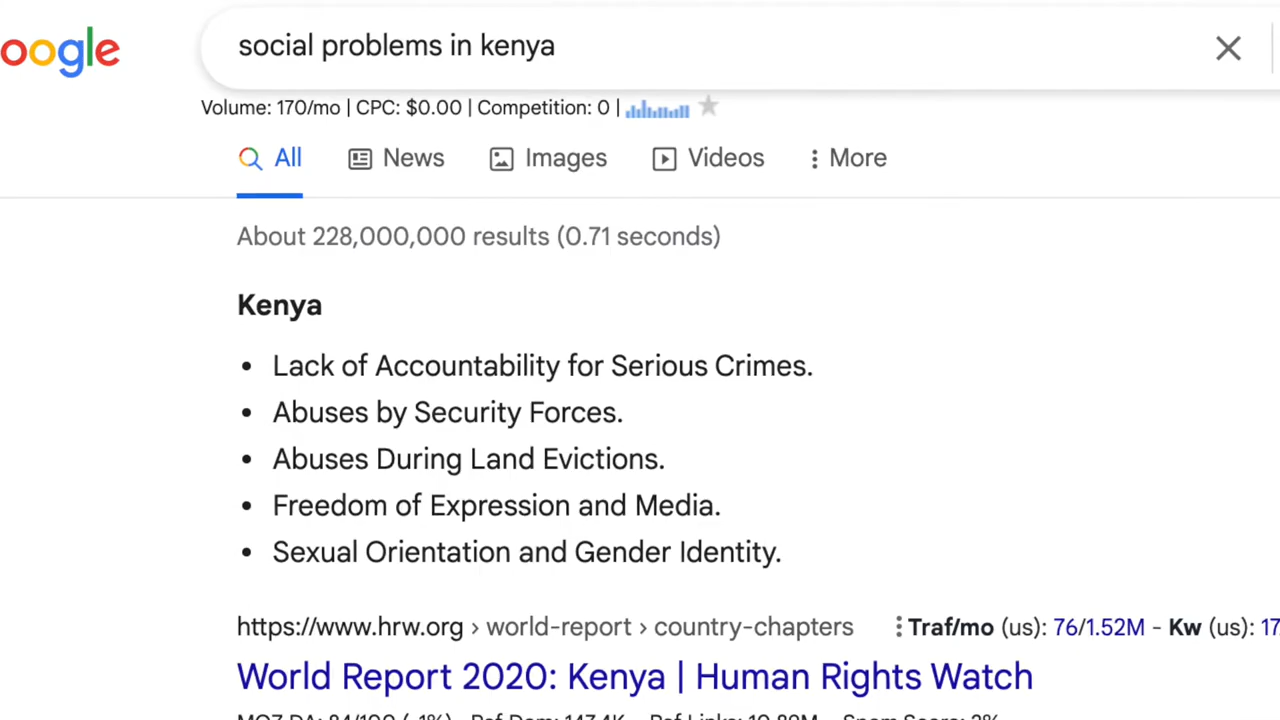 oogle
social problems in kenya
Volume: 170/mo | CPC: $0.00 | Competition: 0 |
All News Images Videos More
About 228,000,000 results (0.71 seconds)
Kenya
• Lack of Accountability for Serious Crimes.
• Abuses by Security Forces.
• Abuses During Land Evictions.
• Freedom of Expression and Media.
• Sexual Orientation and Gender Identity.
https://www.hrw.org › world-report › country-chapters Traf/mo (us): 76/1.52M - Kw (us): 17
World Report 2020: Kenya | Human Rights Watch